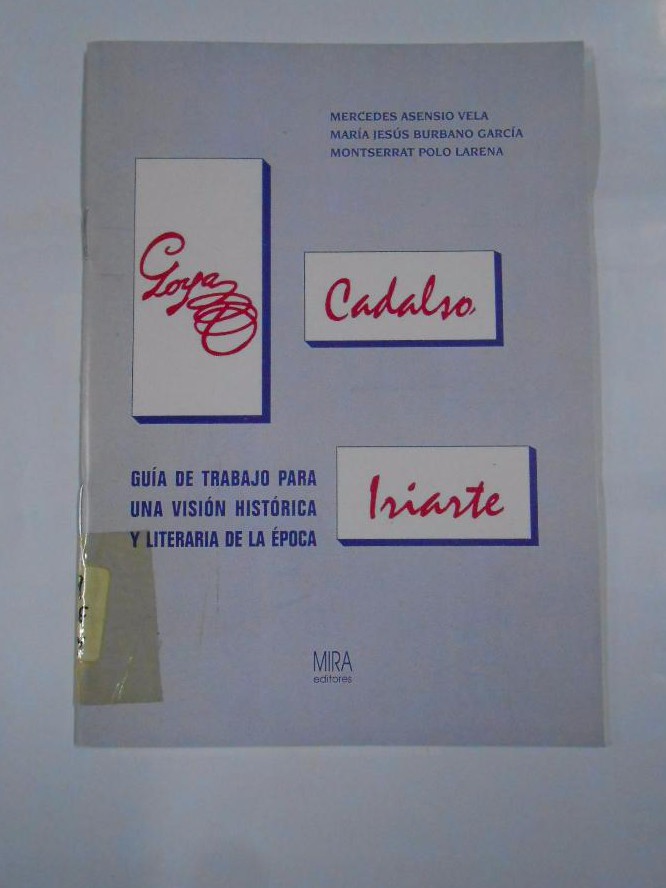 MERCEDES ASENSIO VELA
MARÍA JESÚS BURBANO GARCÍA
MONTSERRAT POLO LARENA
Goya
Cadalso,
Iriarte
GUÍA DE TRABAJO PARA
UNA VISIÓN HISTÓRICA
Y LITERARIA DE LA ÉPOCA
MIRA
editores